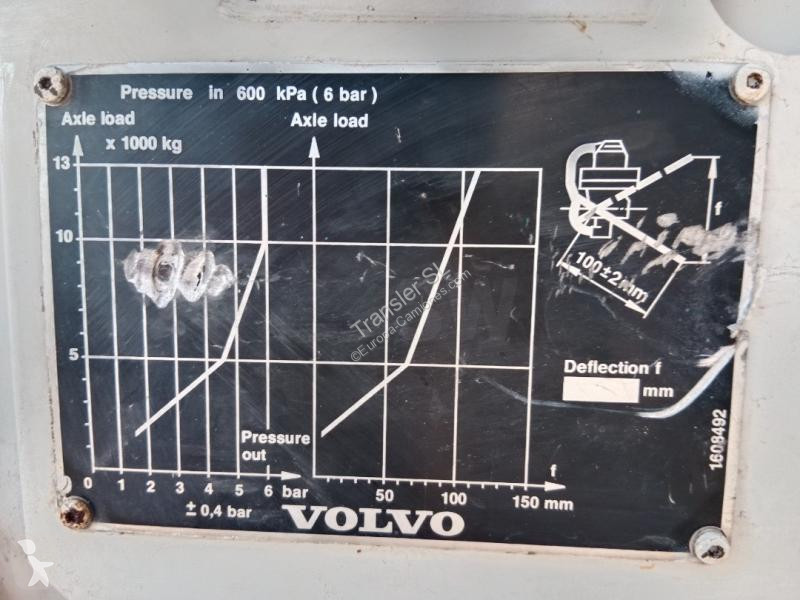 Pressure in 600 kPa ( 6 bar )
Axle load
x 1000 kg
Axle load
13
10
5
0 1 2 3 4 5 6 bar
± 0,4 bar
Pressure
out
f
50 100 150 mm
f
100±2mm
Deflection f
mm
1608492
VOLVO
Transler SL
©Europa-Camiones.com